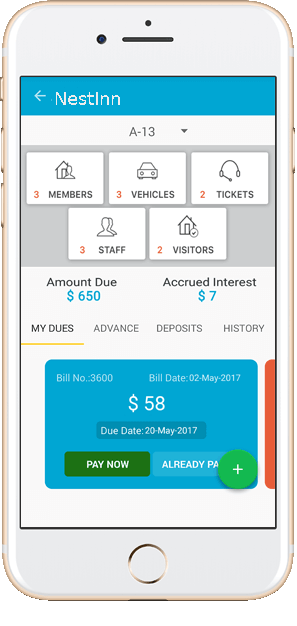 ← NestInn
A-13
3 MEMBERS 3 VEHICLES 2 TICKETS
3 STAFF 2 VISITORS
Amount Due Accrued Interest
$ 650 $ 7
MY DUES ADVANCE DEPOSITS HISTORY
Bill No.:3600 Bill Date:02-May-2017
$ 58
Due Date:20-May-2017
PAY NOW ALREADY PA
+